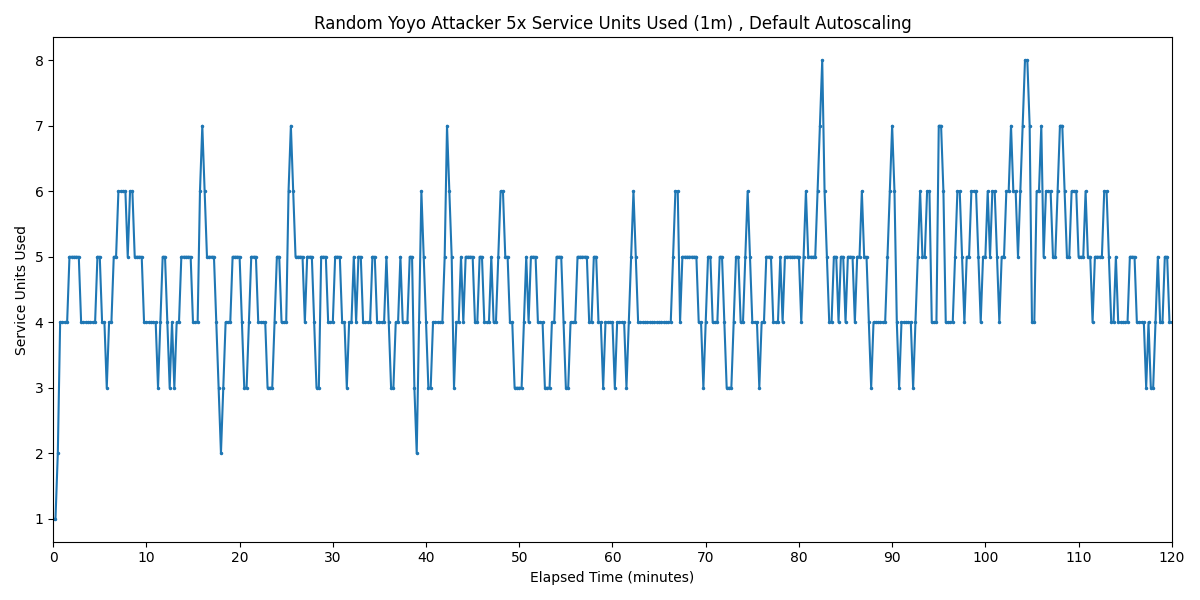 Random Yoyo Attacker 5x Service Units Used (1m) , Default Autoscaling
Service Units Used
8
7
6
5
4
3
2
1
0 10 20 30 40 50 60 70 80 90 100 110 120
Elapsed Time (minutes)